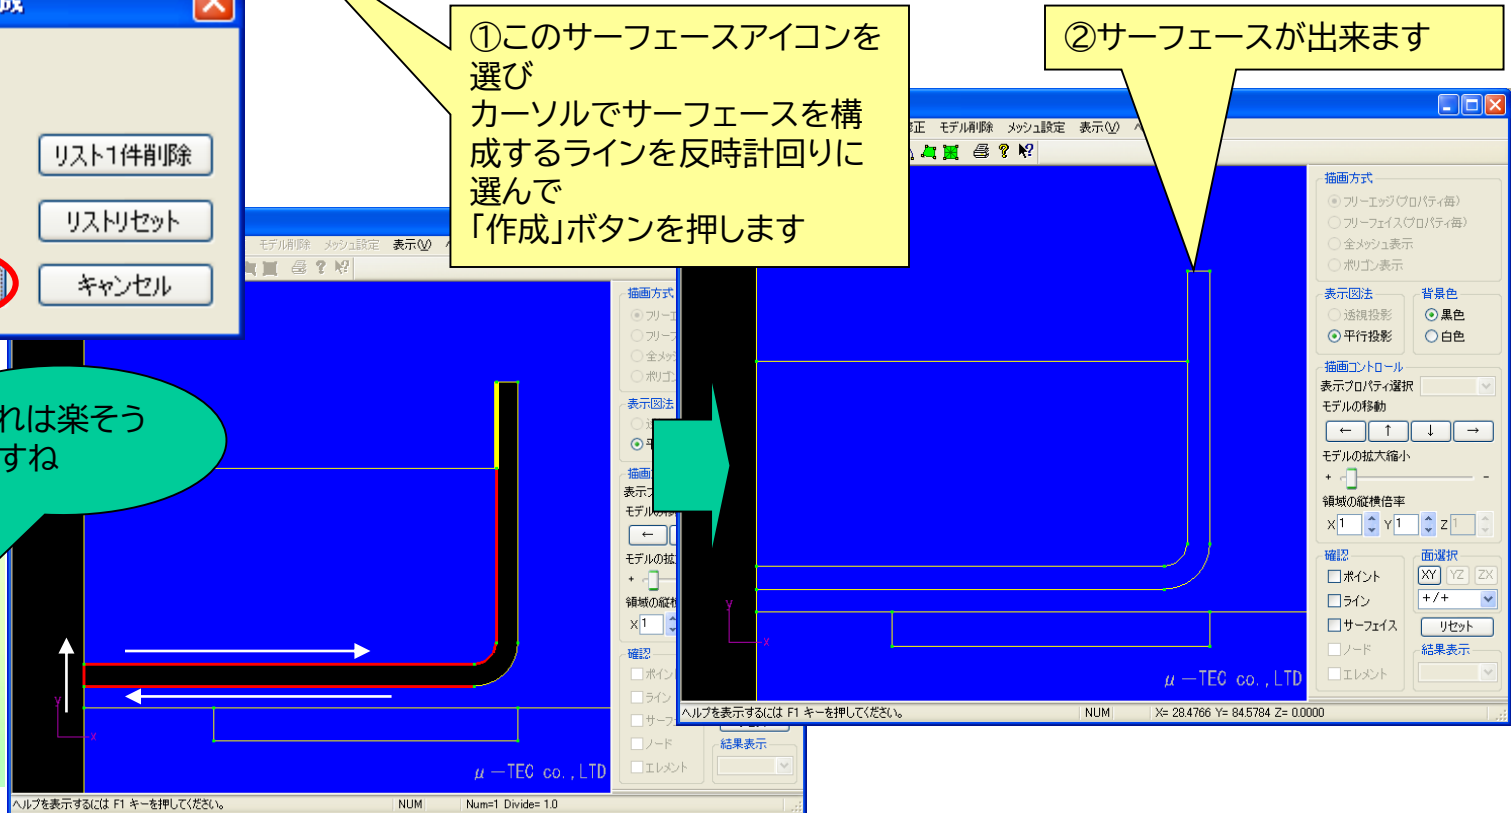 成
リスト1件削除
リストリセット
キャンセル
①このサーフェースアイコンを
選び
カーソルでサーフェースを構
成するラインを反時計回りに
選んで
「作成」ボタンを押します
②サーフェースが出来ます
れは楽そう
すね
モデル削除 メッシュ設定 表示(V)
描画方式
表示図法
モデルの拡
領域の縦横
X 1
確認
ポイン
ライン
サーフ
ノード
エレメント
結果表示
y
x
μ－TEC co.,LTD
ヘルプを表示するには F1 キーを押してください。
NUM
Num=1 Divide= 1.0
正 モデル削除 メッシュ設定 表示(V)
描画方式
フリーエッジ(プロパティ毎)
フリーフェイス(プロパティ毎)
全メッシュ表示
ポリゴン表示
表示図法
透視投影
平行投影
背景色
黒色
白色
描画コントロール
表示プロパティ選択
モデルの移動
← ↑ ↓ →
モデルの拡大縮小
+ -
領域の縦横倍率
X 1 Y 1 Z 1
確認
ポイント
ライン
サーフェイス
ノード
エレメント
面選択
XY YZ ZX
+/+
リセット
結果表示
y
x
μ－TEC co.,LTD
ヘルプを表示するには F1 キーを押してください。
NUM
X= 28.4766 Y= 84.5784 Z= 0.0000